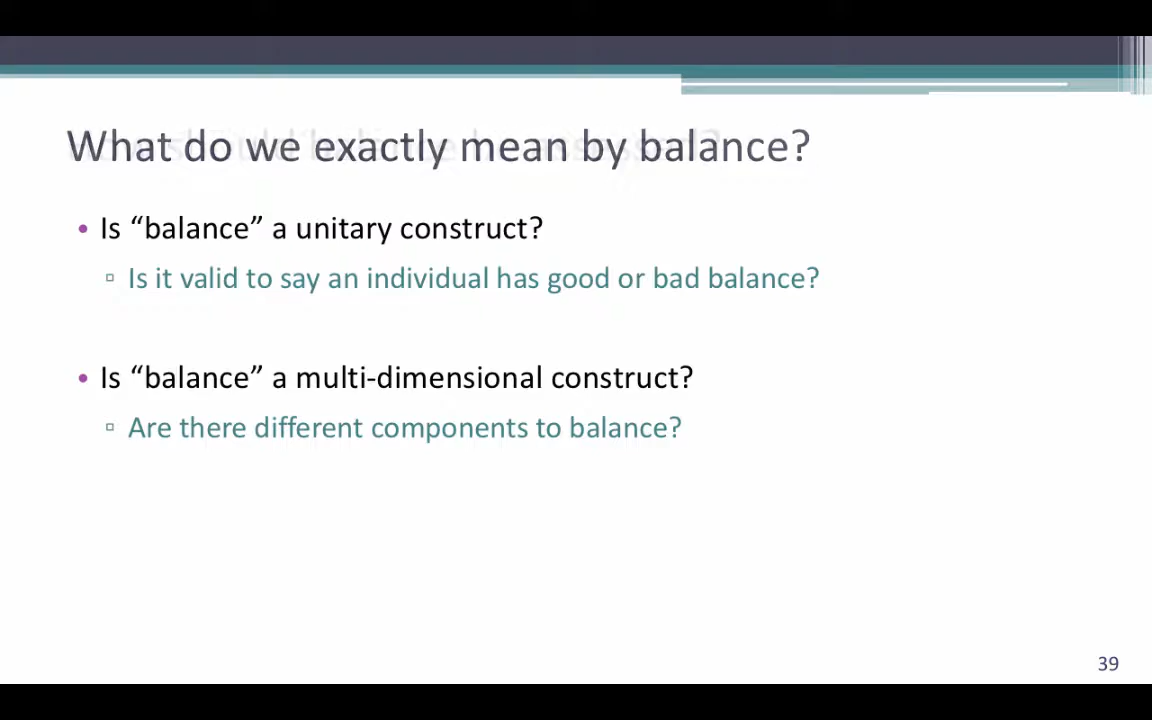 What do we exactly mean by balance?
• Is “balance” a unitary construct?
▫ Is it valid to say an individual has good or bad balance?
• Is “balance” a multi-dimensional construct?
▫ Are there different components to balance?
39